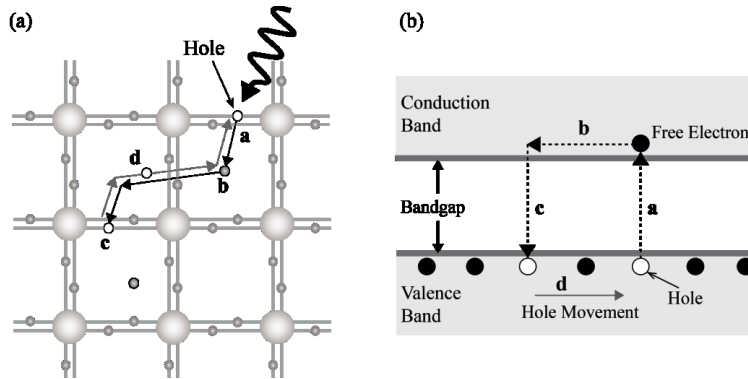 (a)
Hole
a
d
b
c
(b)
Conduction
Band
b
Free Electron
Bandgap
c
a
Valence
Band
d
Hole Movement
Hole